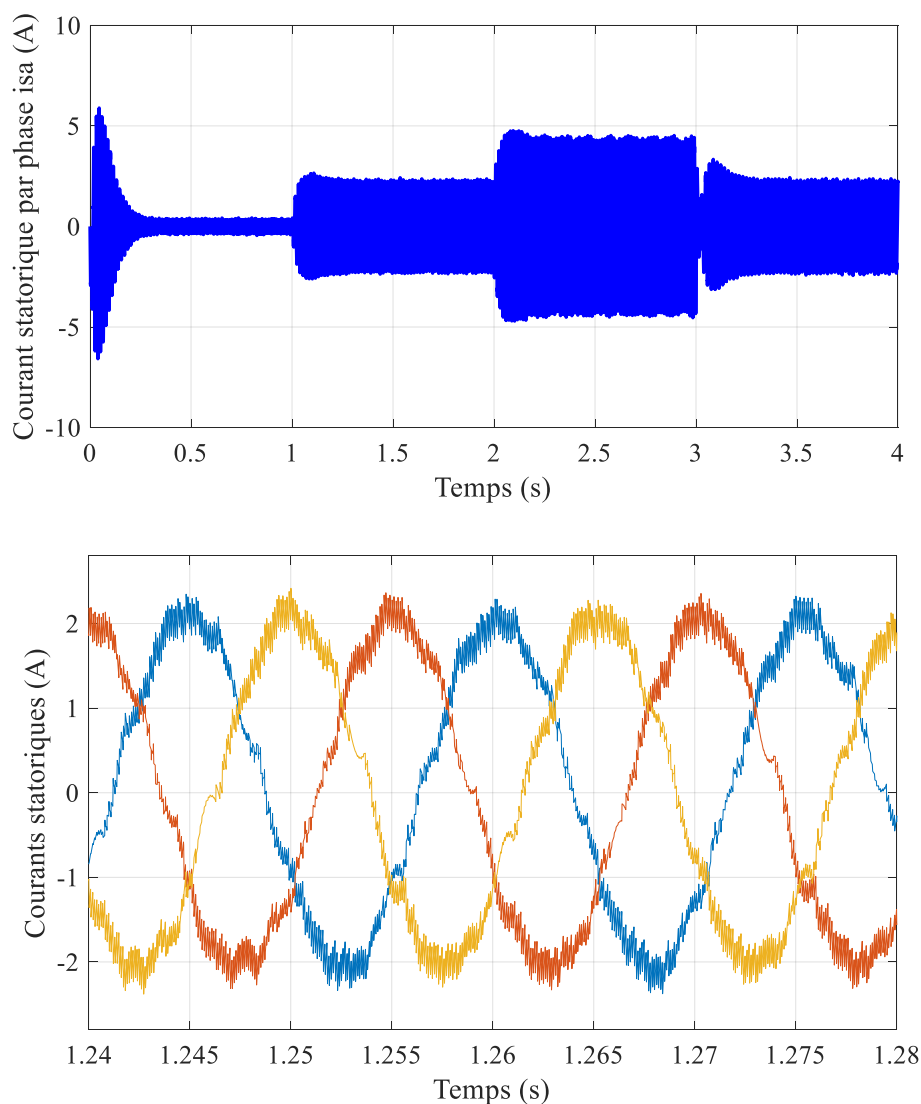 Courant statorique par phase isa (A)
10
5
0
-5
-10
0 0.5 1 1.5 2 2.5 3 3.5 4
Temps (s)
Courants statoriques (A)
2
1
0
-1
-2
1.24 1.245 1.25 1.255 1.26 1.265 1.27 1.275 1.28
Temps (s)